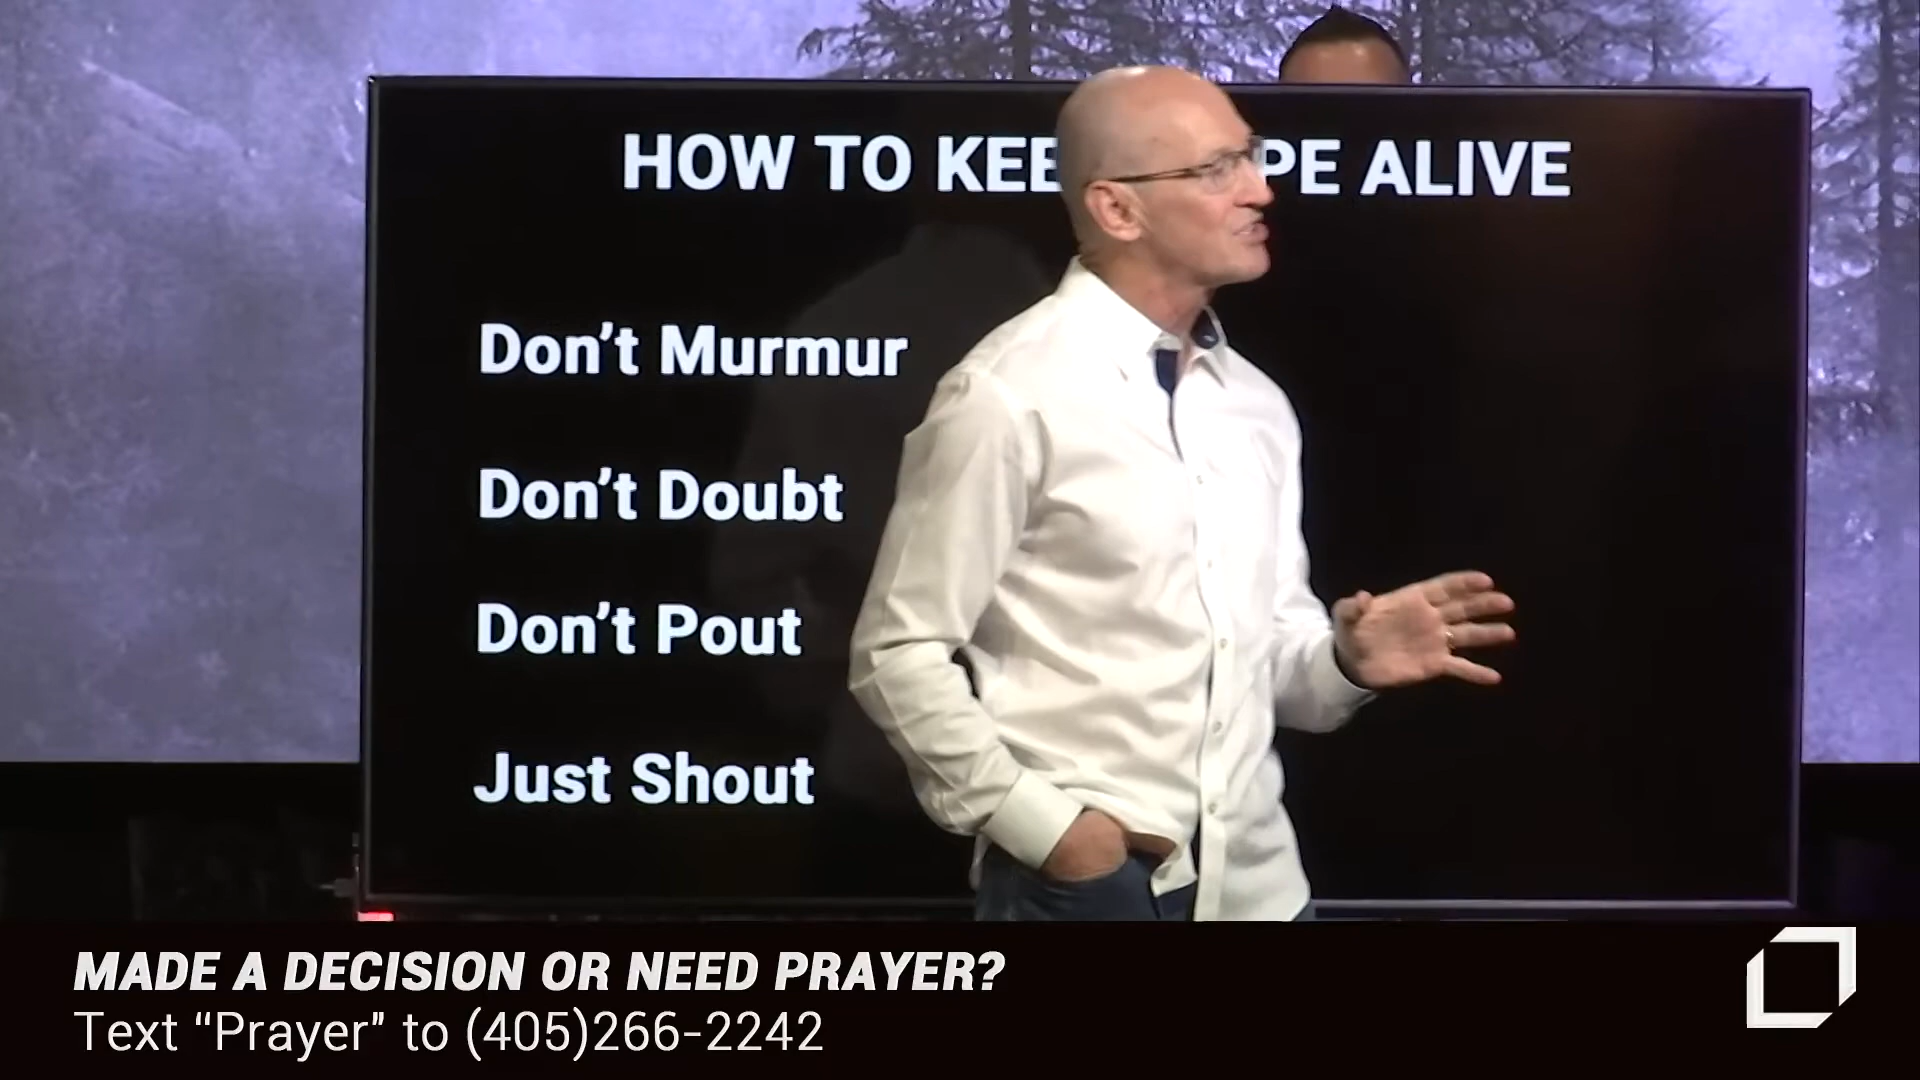 HOW TO KEE PE ALIVE
Don't Murmur
Don't Doubt
Don't Pout
Just Shout
MADE A DECISION OR NEED PRAYER?
Text "Prayer" to (405)266-2242